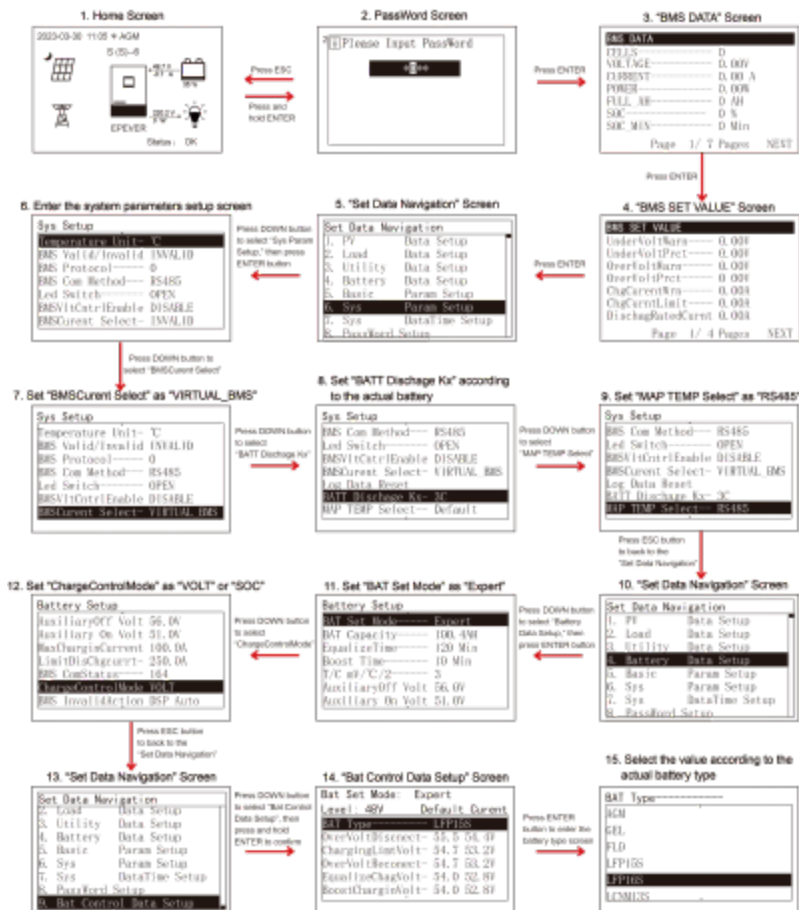 1. Home Screen
2023-03-30 11:05 + AGM
S (S)--6
EPEVER
Status : OK
Press ESC
Press and
hold ENTER
2. PassWord Screen
Please Input PassWord
Press ENTER
3. "BMS DATA" Screen
BMS DATA
CELLS---- 0
VOLTAGE---- 0.00V
CURRENT---- 0.00 A
POWER---- 0.00W
FULL AH---- 0 AH
SOC---- 0 %
SOC MIN---- 0 Min
Page 1/ 7 Pages NEXT
Press ENTER
4. "BMS SET VALUE" Screen
BMS SET VALUE
UnderVoltWarn---- 0.00V
UnderVoltPrct---- 0.00V
OverVoltWarn---- 0.00V
OverVoltPrct---- 0.00V
ChgCurentWrn---- 0.00A
ChgCurntLimit---- 0.00A
DischagRatedCurnt 0.00A
Page 1/ 4 Pages NEXT
Press ENTER
5. "Set Data Navigation" Screen
Set Data Navigation
1. PV Data Setup
2. Load Data Setup
3. Utility Data Setup
4. Battery Data Setup
5. Basic Param Setup
6. Sys Param Setup
7. Sys DataTime Setup
8. PassWord Setup
Press DOWN button
to select "Sys Param
Setup," then press
ENTER button
6. Enter the system parameters setup screen
Sys Setup
Temperature Unit- ℃
BMS Valid/Invalid INVALID
BMS Protocol---- 0
BMS Com Method--- RS485
Led Switch---- OPEN
BMSVltCntrlEnable DISABLE
BMSCurent Select- INVALID
Press DOWN button to
select "BMSCurent Select"
7. Set "BMSCurent Select" as "VIRTUAL_BMS"
Sys Setup
Temperature Unit- ℃
BMS Valid/Invalid INVALID
BMS Protocol---- 0
BMS Com Method--- RS485
Led Switch---- OPEN
BMSVltCntrlEnable DISABLE
BMSCurent Select- VIRTUAL_BMS
Press DOWN button
to select
"BATT Dischage Kx"
8. Set "BATT Dischage Kx" according
to the actual battery
Sys Setup
BMS Com Method--- RS485
Led Switch---- OPEN
BMSVltCntrlEnable DISABLE
BMSCurent Select- VIRTUAL_BMS
Log Data Reset
BATT Dischage Kx- 3C
MAP TEMP Select-- Default
Press DOWN button
to select
"MAP TEMP Select"
9. Set "MAP TEMP Select" as "RS485"
Sys Setup
BMS Com Method--- RS485
Led Switch---- OPEN
BMSVltCntrlEnable DISABLE
BMSCurent Select- VIRTUAL_BMS
Log Data Reset
BATT Dischage Kx- 3C
MAP TEMP Select-- RS485
Press ESC button
to back to the
"Set Data Navigation"
10. "Set Data Navigation" Screen
Set Data Navigation
1. PV Data Setup
2. Load Data Setup
3. Utility Data Setup
4. Battery Data Setup
5. Basic Param Setup
6. Sys Param Setup
7. Sys DataTime Setup
8. PassWord Setup
Press DOWN button
to select "Battery
Data Setup," then
press ENTER button
11. Set "BAT Set Mode" as "Expert"
Battery Setup
BAT Set Mode---- Expert
BAT Capacity---- 100.AH
EqualizeTime---- 120 Min
Boost Time---- 10 Min
T/C mV/℃/2---- 3
AuxiliaryOff Volt 56.0V
Auxiliary On Volt 51.0V
Press DOWN button
to select
"ChargeControlMode"
12. Set "ChargeControlMode" as "VOLT" or "SOC"
Battery Setup
AuxiliaryOff Volt 56.0V
Auxiliary On Volt 51.0V
MaxCharginCurrent 100.0A
LimitDisChgcurrt- 250.0A
BMS ComStatus---- 164
ChargeControlMode VOLT
BMS InvalidAction DSP Auto
Press ESC button
to back to the
"Set Data Navigation"
13. "Set Data Navigation" Screen
Set Data Navigation
2. Load Data Setup
3. Utility Data Setup
4. Battery Data Setup
5. Basic Param Setup
6. Sys Param Setup
7. Sys DataTime Setup
8. PassWord Setup
9. Bat Control Data Setup
Press DOWN button
to select "Bat Control
Data Setup", then
press and hold
ENTER to confirm
14. "Bat Control Data Setup" Screen
Bat Set Mode: Expert
Level: 48V Default Curent
BAT Type---- LFP15S
OverVoltDisnect- 55.5 54.4V
ChargingLimtVolt- 54.7 53.2V
OverVoltReconect- 54.7 53.2V
EqualizeChagVolt- 54.0 52.8V
BoostCharginVolt- 54.0 52.8V
Press ENTER
button to enter the
battery type screen
15. Select the value according to the
actual battery type
BAT Type----
AGM
GEL
FLD
LFP15S
LFP16S
LCNM13S